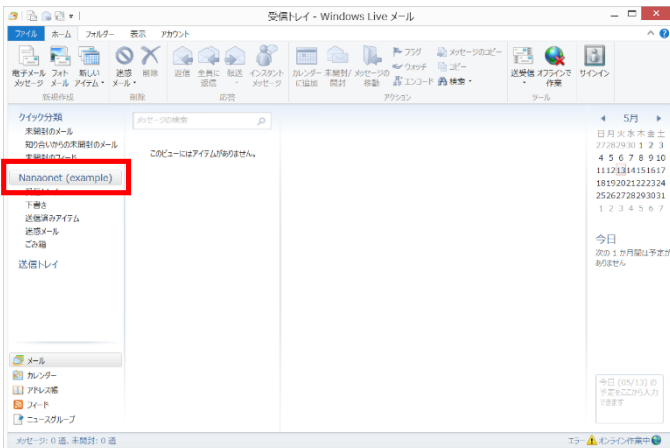 受信トレイ - Windows Live メール
ファイル ホーム フォルダー 表示 アカウント
電子メール メッセージ
フォト メール
新しい アイテム
迷惑 メール
削除
返信
全員に 返信
転送
インスタント メッセージ
カレンダー に追加
未開封/ 開封
メッセージの 移動
フラグ
ウォッチ
エンコード
メッセージのコピー
コピー
検索
送受信
オフラインで 作業
サインイン
新規作成 削除 応答 アクション ツール
クイック分類
未開封のメール
知り合いからの未開封のメール
未開封のフィード
Nanaonet (example)
下書き
送信済みアイテム
迷惑メール
ごみ箱
送信トレイ
メッセージの検索
このビューにはアイテムがありません。
5月
日 月 火 水 木 金 土
27 28 29 30 1 2 3
4 5 6 7 8 9 10
11 12 13 14 15 16 17
18 19 20 21 22 23 24
25 26 27 28 29 30 31
1 2 3 4 5 6 7
今日
次の 1 か月間は予定が
ありません
今日 (05/13) の
予定をここから入力
できます
メール
カレンダー
アドレス帳
フィード
ニュースグループ
メッセージ: 0 通、未開封: 0 通
エラー オンライン作業中